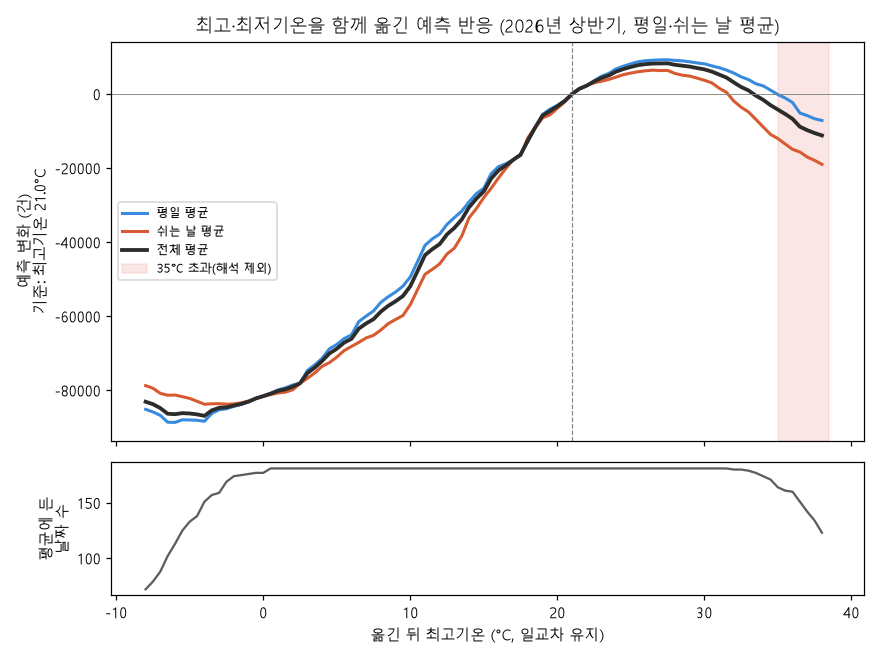 최고·최저기온을 함께 옮긴 예측 반응 (2026년 상반기, 평일·쉬는 날 평균)
예측 변화 (건)
기준: 최고기온 21.0°C
0
-20000
-40000
-60000
-80000
평일 평균
쉬는 날 평균
전체 평균
35°C 초과(해석 제외)
평균에 든
날짜 수
150
100
-10 0 10 20 30 40
옮긴 뒤 최고기온 (°C, 일교차 유지)